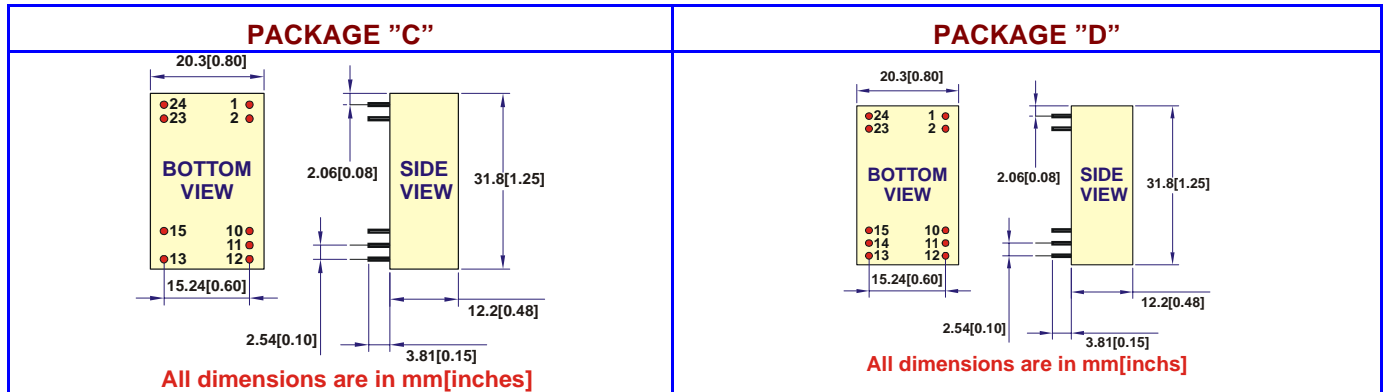 PACKAGE "C"
20.3[0.80]
24 1
23 2
BOTTOM
VIEW
15 10
11
13 12
15.24[0.60]
2.06[0.08]
SIDE
VIEW
31.8[1.25]
12.2[0.48]
2.54[0.10]
3.81[0.15]
All dimensions are in mm[inches]
PACKAGE "D"
20.3[0.80]
24 1
23 2
BOTTOM
VIEW
15 10
14 11
13 12
15.24[0.60]
2.06[0.08]
SIDE
VIEW
31.8[1.25]
12.2[0.48]
2.54[0.10]
3.81[0.15]
All dimensions are in mm[inchs]